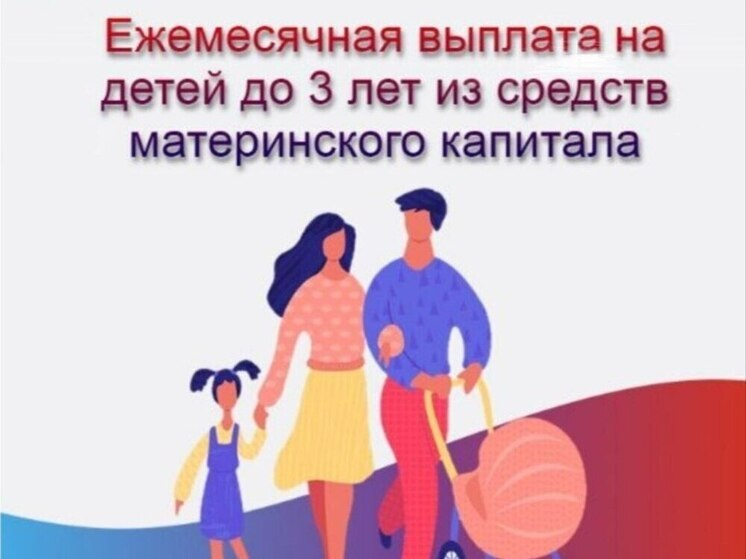 Ежемесячная выплата на
детей до 3 лет из средств
материнского капитала